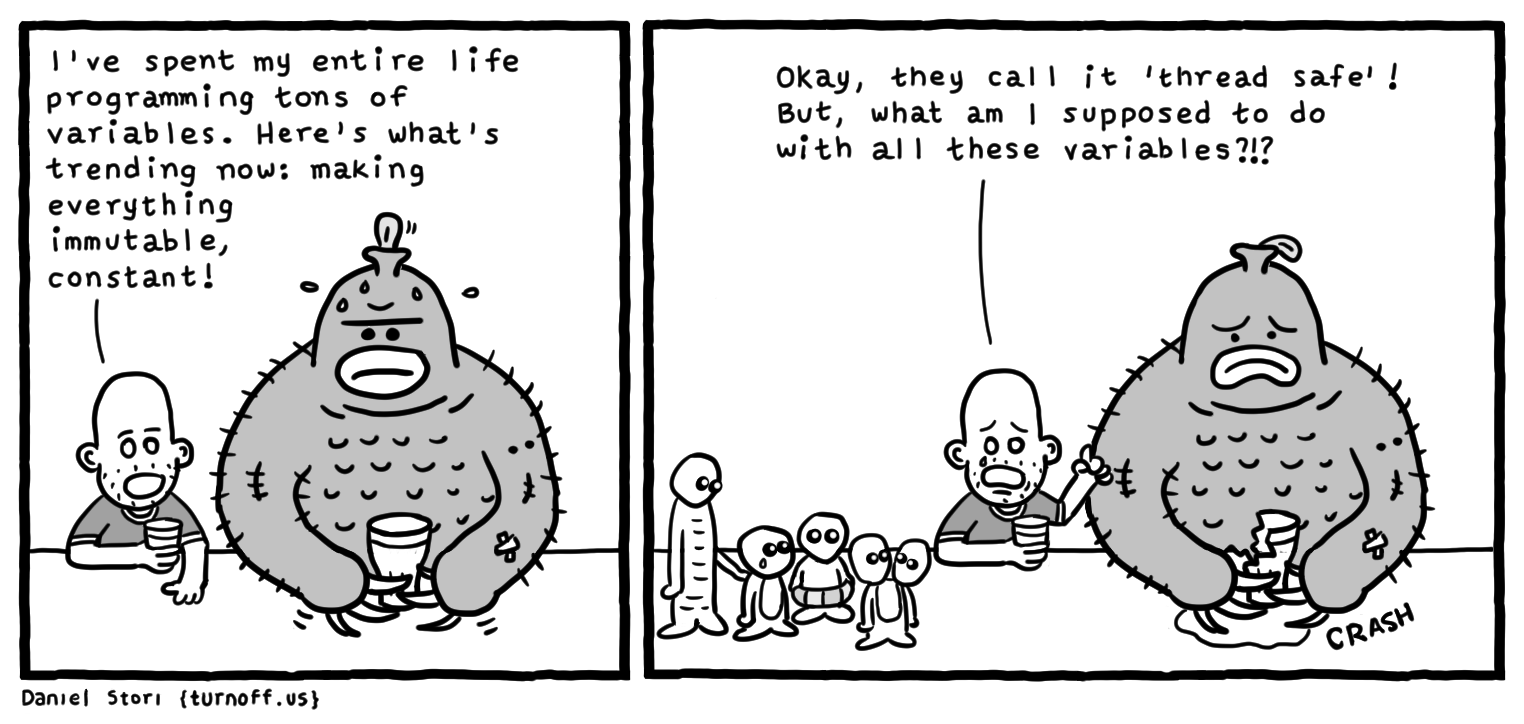 I've spent my entire life
programming tons of
variables. Here's what's
trending now: making
everything
immutable,
constant!
Okay, they call it 'thread safe'!
But, what am I supposed to do
with all these variables?!?
CRASH
Daniel Stori {turnoff.us}